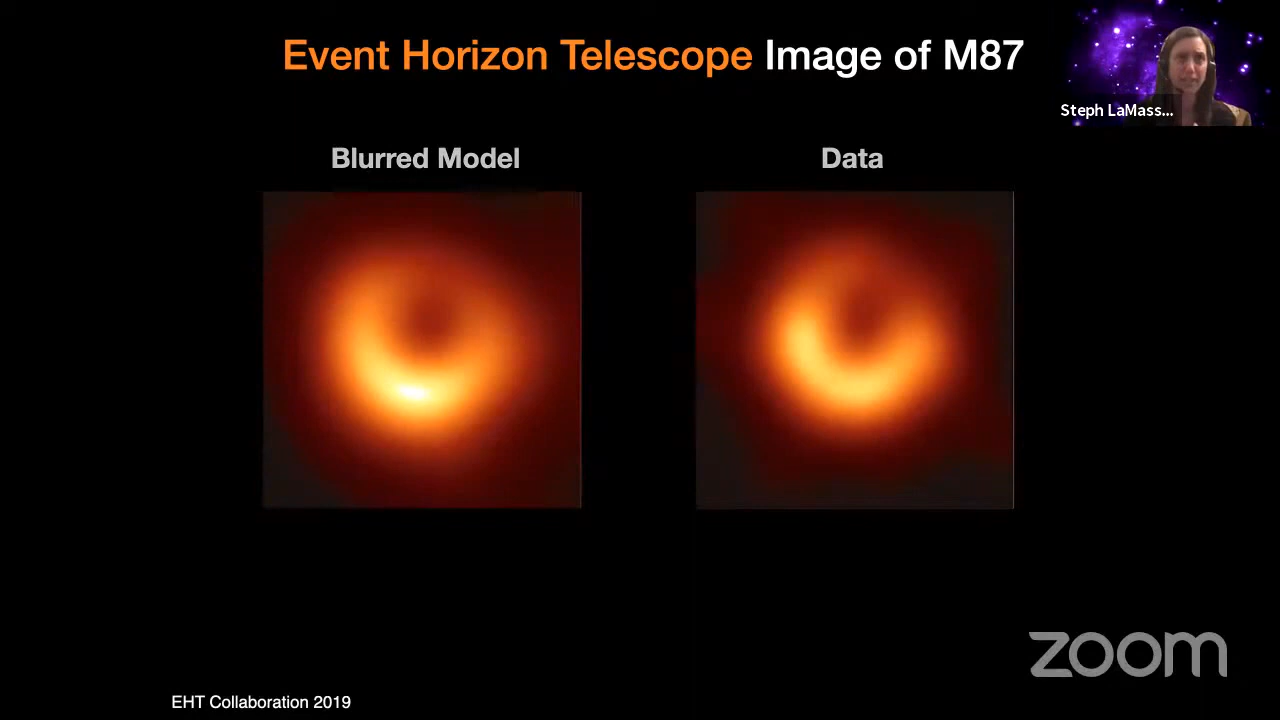 Event Horizon Telescope Image of M87
Steph LaMass...
Blurred Model
Data
zoom
EHT Collaboration 2019